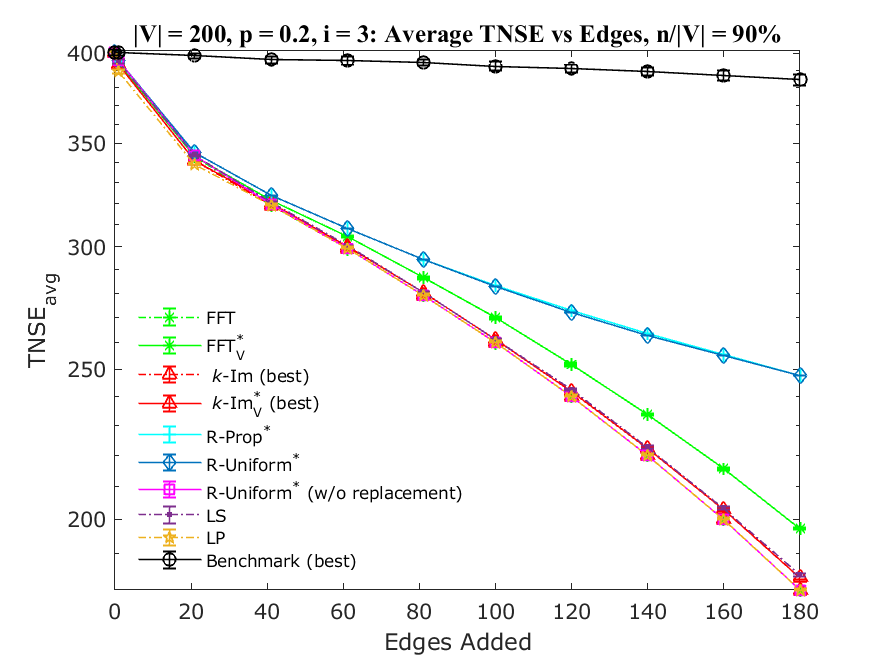 |V| = 200, p = 0.2, i = 3: Average TNSE vs Edges, n/|V| = 90%
400
350
300
250
200
TNSE_avg
FFT
FFT*_V
k-Im (best)
k-Im*_V (best)
R-Prop*
R-Uniform*
R-Uniform* (w/o replacement)
LS
LP
Benchmark (best)
0 20 40 60 80 100 120 140 160 180
Edges Added